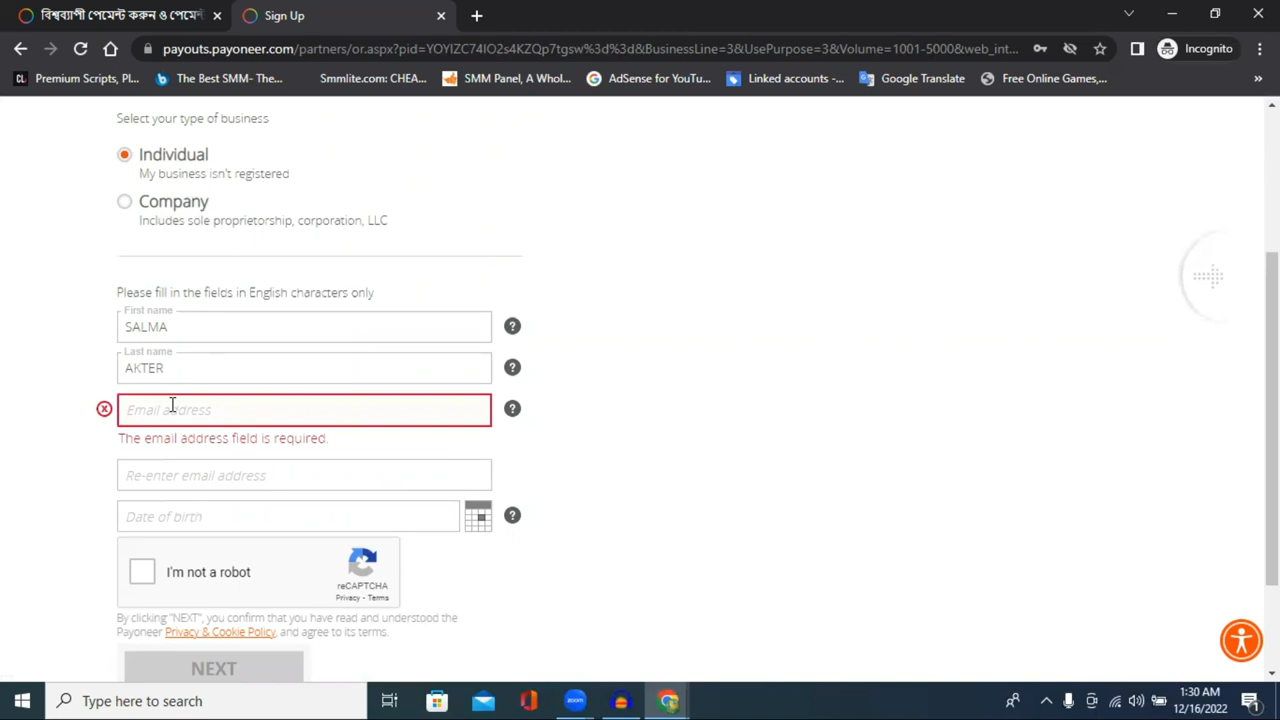 বিশ্বব্যাপী পেমেন্ট করুন ও পেমেন্ট
Sign Up
payouts.payoneer.com/partners/or.aspx?pid=YOYIZC74IO2s4KZQp7tgsw%3d%3d&BusinessLine=3&UsePurpose=3&Volume=1001-5000&web_int...
Incognito
Premium Scripts, Pl...
The Best SMM- The...
Smmlite.com: CHEA...
SMM Panel, A Whol...
AdSense for YouTu...
Linked accounts -...
Google Translate
Free Online Games,...
»
Select your type of business
Individual
My business isn't registered
Company
Includes sole proprietorship, corporation, LLC
Please fill in the fields in English characters only
First name
SALMA
Last name
AKTER
Email address
The email address field is required.
Re-enter email address
Date of birth
I'm not a robot
reCAPTCHA
Privacy - Terms
By clicking "NEXT", you confirm that you have read and understood the
Payoneer Privacy & Cookie Policy, and agree to its terms.
NEXT
Type here to search
zoom
1:30 AM
12/16/2022
1